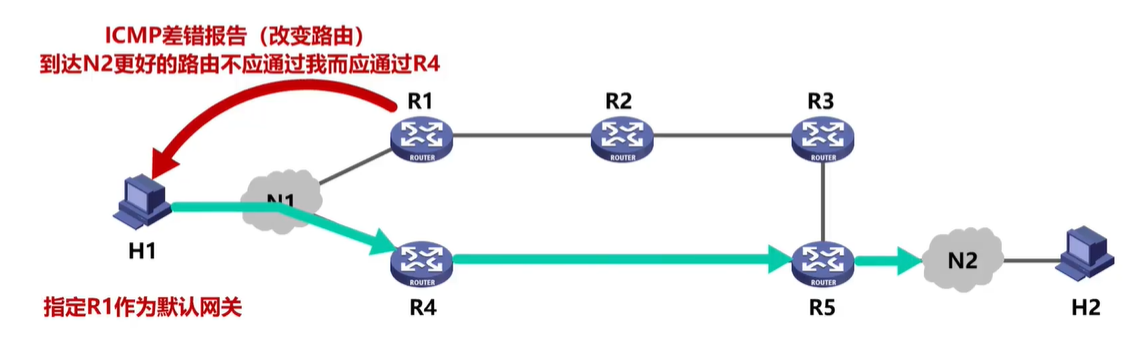 ICMP差错报告（改变路由）
到达N2更好的路由不应通过我而应通过R4
R1
R2
R3
ROUTER
ROUTER
ROUTER
N1
H1
ROUTER
ROUTER
N2
R4
R5
H2
指定R1作为默认网关